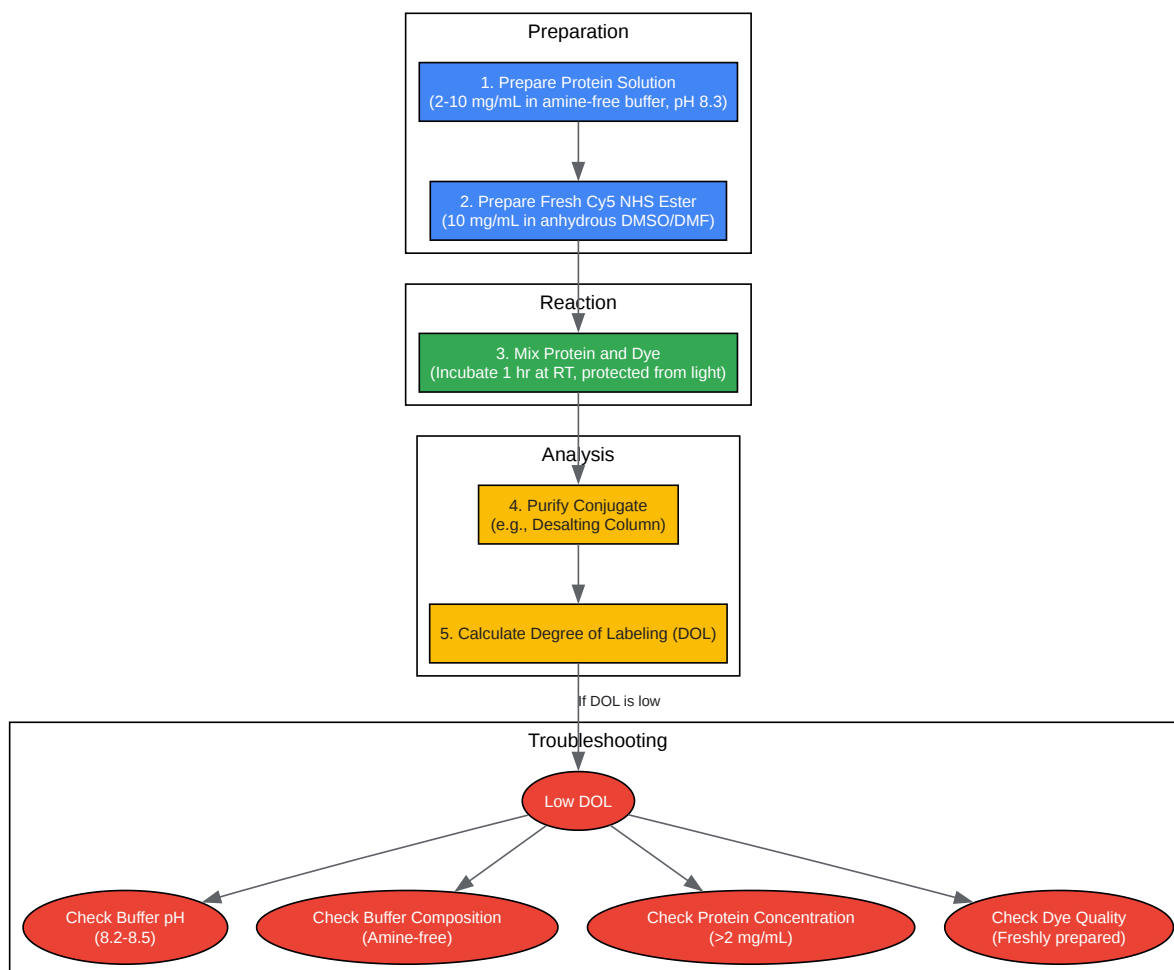 Preparation
1. Prepare Protein Solution
(2-10 mg/mL in amine-free buffer, pH 8.3)
2. Prepare Fresh Cy5 NHS Ester
(10 mg/mL in anhydrous DMSO/DMF)
Reaction
3. Mix Protein and Dye
(Incubate 1 hr at RT, protected from light)
Analysis
4. Purify Conjugate
(e.g., Desalting Column)
5. Calculate Degree of Labeling (DOL)
If DOL is low
Troubleshooting
Low DOL
Check Buffer pH
(8.2-8.5)
Check Buffer Composition
(Amine-free)
Check Protein Concentration
(>2 mg/mL)
Check Dye Quality
(Freshly prepared)